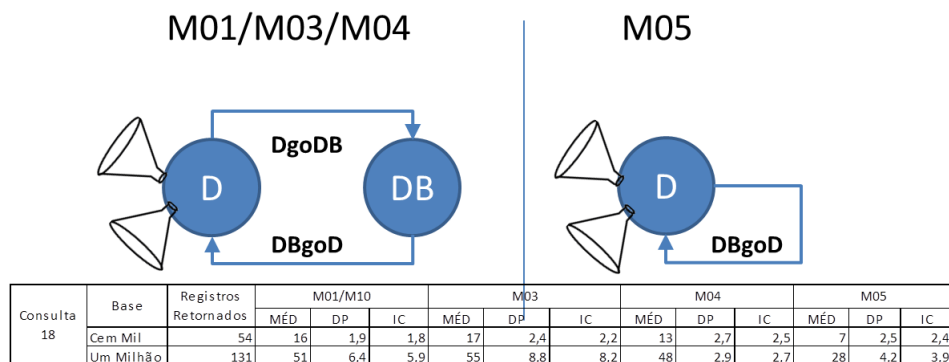 M01/M03/M04 M05
DgoDB
D DB D
DBgoD DBgoD
Consulta 18 Base Registros Retornados M01/M10 M03 M04 M05
MÉD DP IC MÉD DP IC MÉD DP IC MÉD DP IC
Cem Mil 54 16 1,9 1,8 17 2,4 2,2 13 2,7 2,5 7 2,5 2,4
Um Milhão 131 51 6,4 5,9 55 8,8 8,2 48 2,9 2,7 28 4,2 3,9